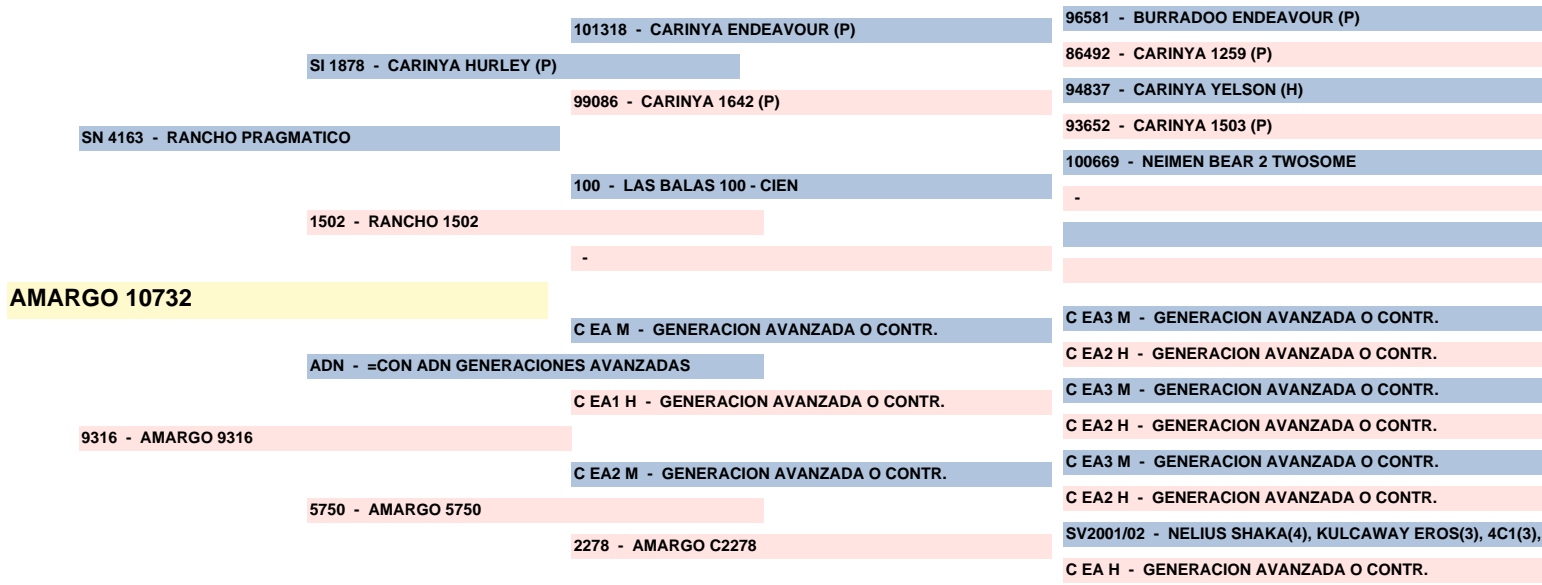 96581 - BURRADOO ENDEAVOUR (P)
101318 - CARINYA ENDEAVOUR (P)
86492 - CARINYA 1259 (P)
SI 1878 - CARINYA HURLEY (P)
94837 - CARINYA YELSON (H)
99086 - CARINYA 1642 (P)
93652 - CARINYA 1503 (P)
SN 4163 - RANCHO PRAGMATICO
100669 - NEIMEN BEAR 2 TWOSOME
100 - LAS BALAS 100 - CIEN
-
1502 - RANCHO 1502
-
AMARGO 10732
C EA3 M - GENERACION AVANZADA O CONTR.
C EA M - GENERACION AVANZADA O CONTR.
C EA2 H - GENERACION AVANZADA O CONTR.
ADN - =CON ADN GENERACIONES AVANZADAS
C EA3 M - GENERACION AVANZADA O CONTR.
C EA1 H - GENERACION AVANZADA O CONTR.
C EA2 H - GENERACION AVANZADA O CONTR.
9316 - AMARGO 9316
C EA3 M - GENERACION AVANZADA O CONTR.
C EA2 M - GENERACION AVANZADA O CONTR.
C EA2 H - GENERACION AVANZADA O CONTR.
5750 - AMARGO 5750
SV2001/02 - NELIUS SHAKA(4), KULCAWAY EROS(3), 4C1(3),
2278 - AMARGO C2278
C EA H - GENERACION AVANZADA O CONTR.